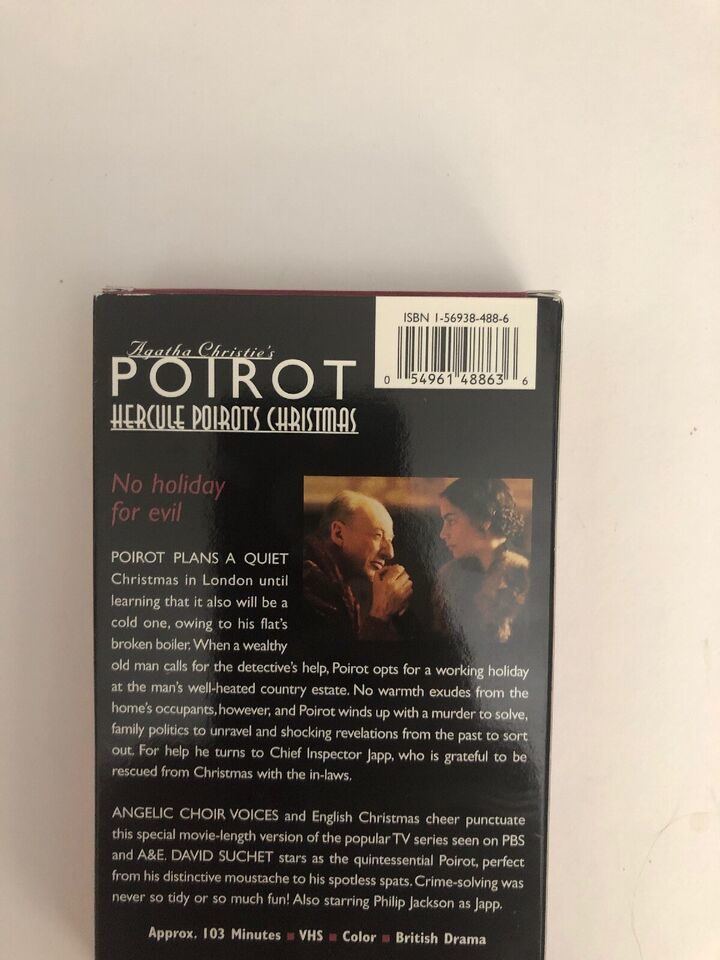 ISBN 1-56938-488-6
0 54961 48863 6
Agatha Christie's
POIROT
HERCULE POIROT'S CHRISTMAS
No holiday
for evil
POIROT PLANS A QUIET
Christmas in London until
learning that it also will be a
cold one, owing to his flat's
broken boiler. When a wealthy
old man calls for the detective's help, Poirot opts for a working holiday
at the man's well-heated country estate. No warmth exudes from the
home's occupants, however, and Poirot winds up with a murder to solve,
family politics to unravel and shocking revelations from the past to sort
out. For help he turns to Chief Inspector Japp, who is grateful to be
rescued from Christmas with the in-laws.
ANGELIC CHOIR VOICES and English Christmas cheer punctuate
this special movie-length version of the popular TV series seen on PBS
and A&E. DAVID SUCHET stars as the quintessential Poirot, perfect
from his distinctive moustache to his spotless spats. Crime-solving was
never so tidy or so much fun! Also starring Philip Jackson as Japp.
Approx. 103 Minutes ■ VHS ■ Color ■ British Drama